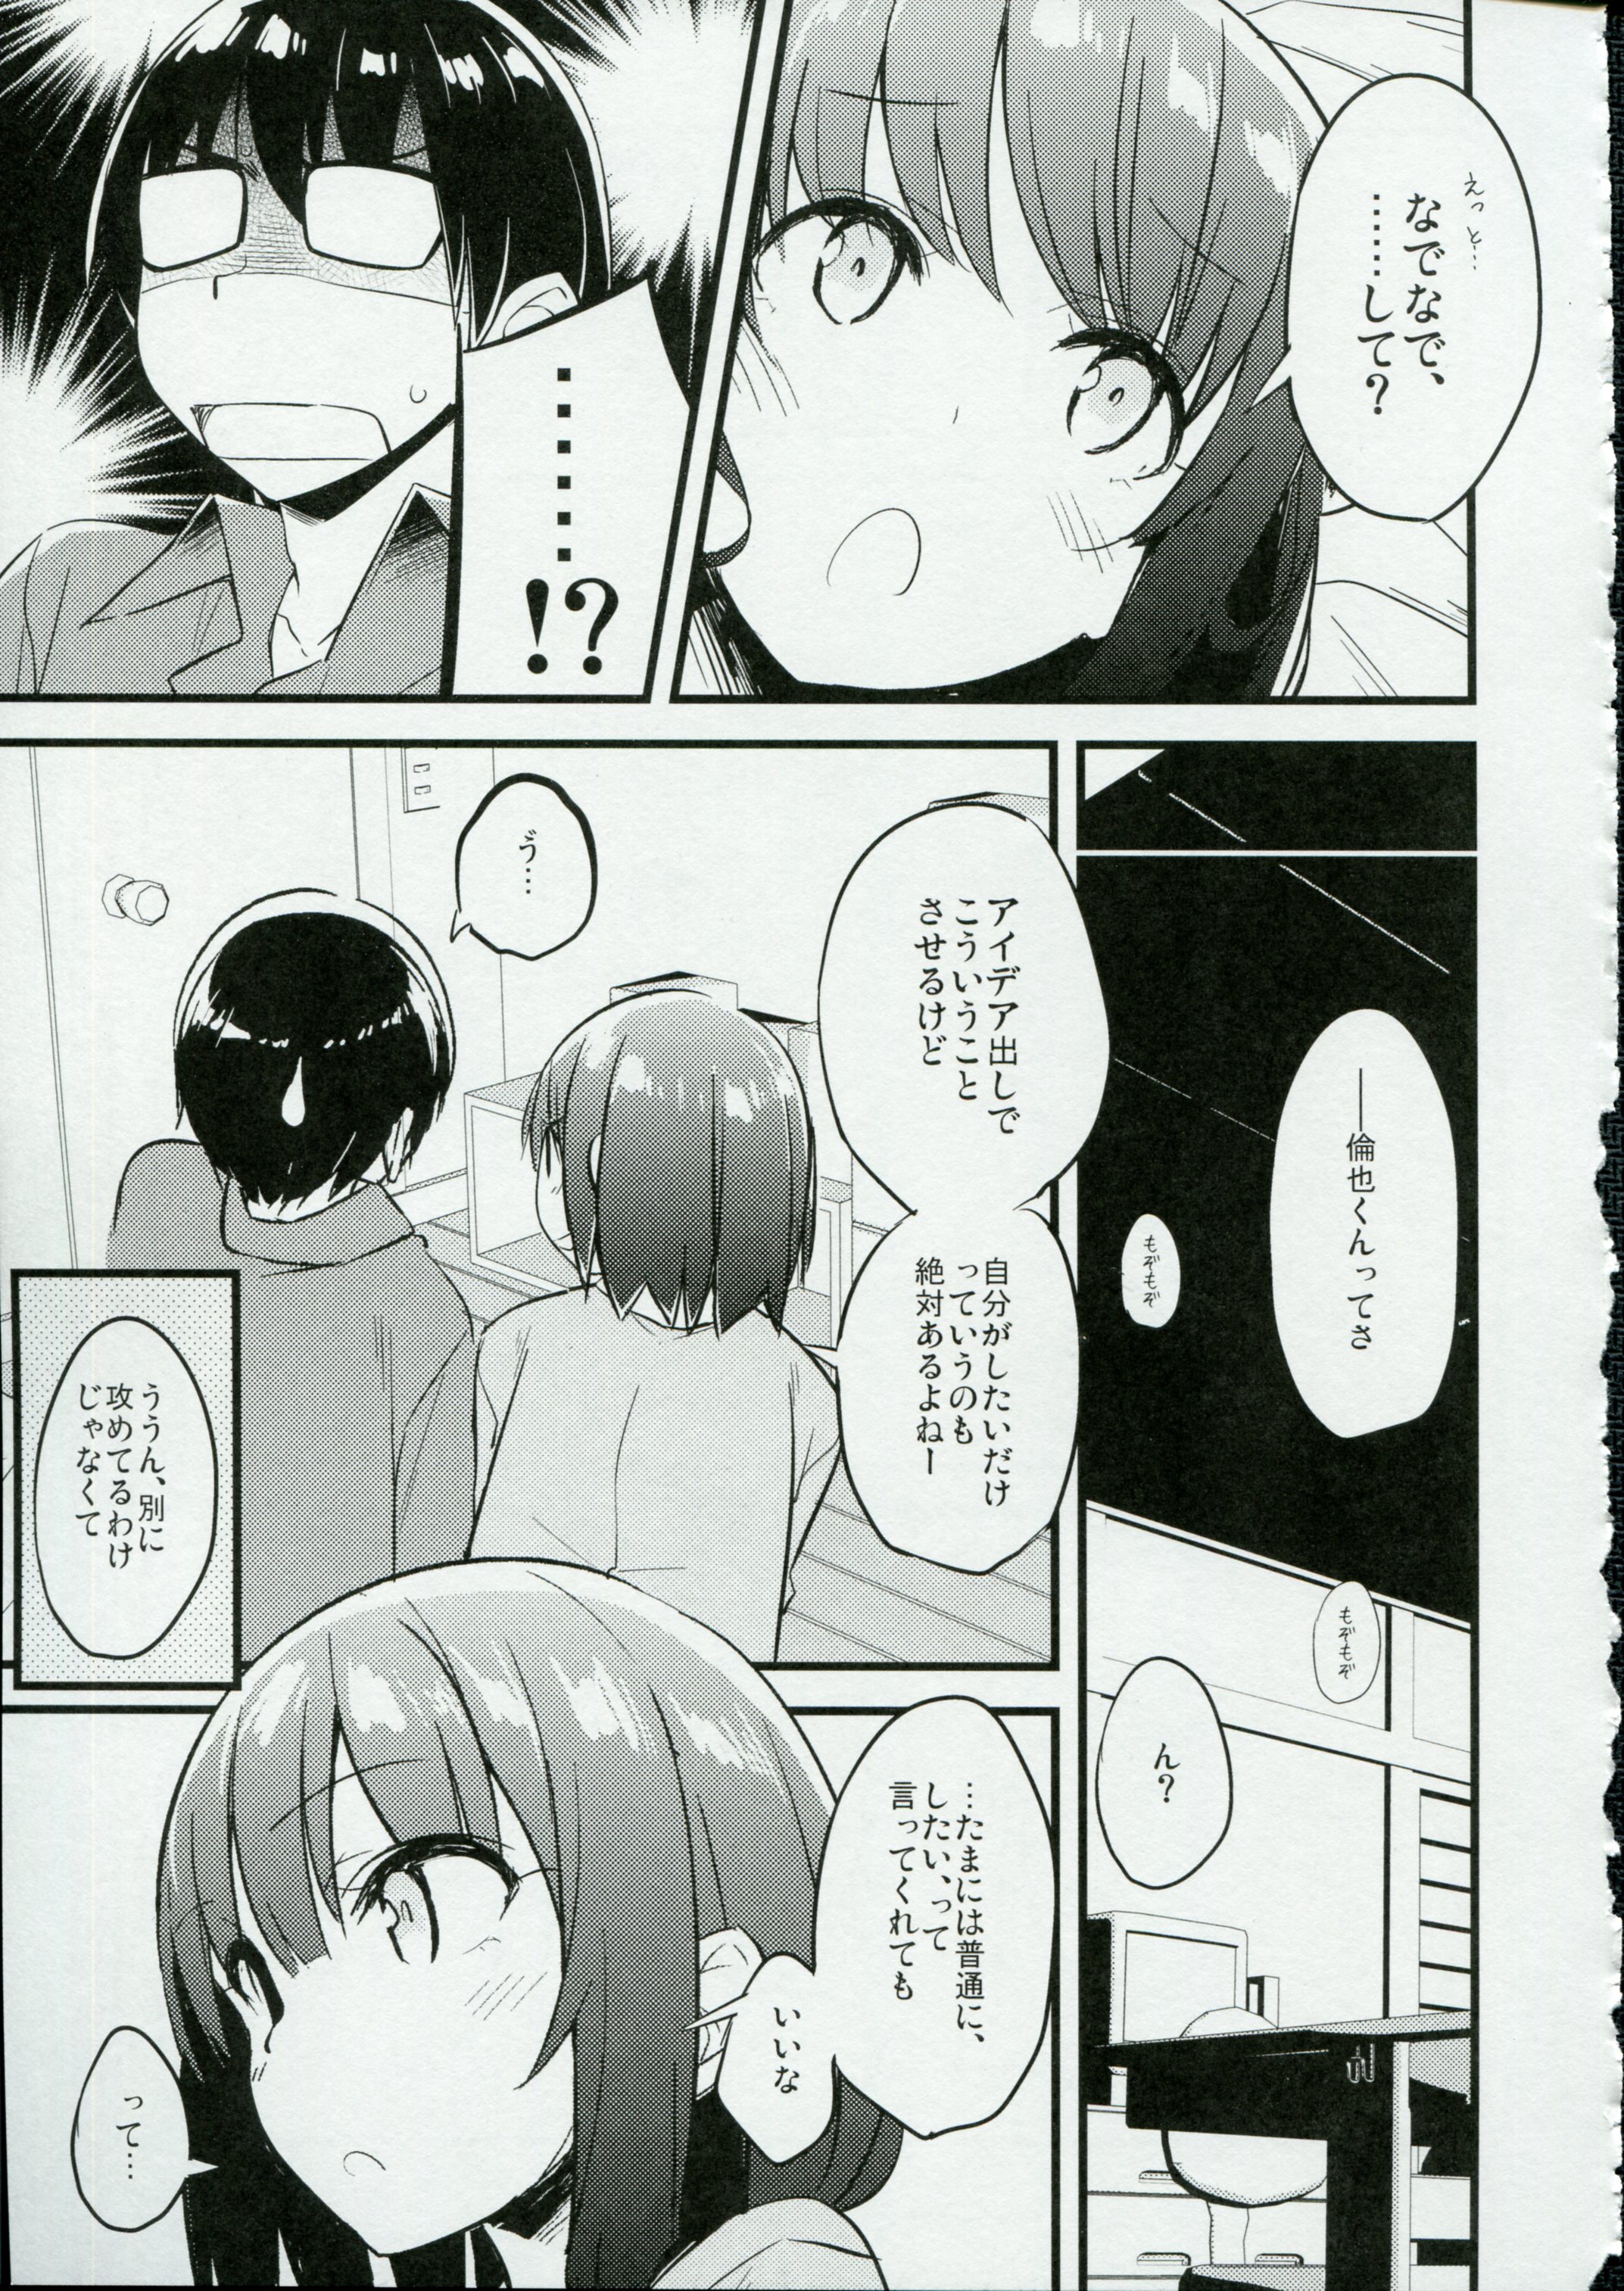 えっと…
なでなで、
……して？
……!?
──倫也くんってさ
もぞもぞ
もぞもぞ
ん？
アイデア出しで
こういうこと
させるけど
自分がしたいだけ
っていうのも
絶対あるよねー
う゛…
ううん、別に
攻めてるわけ
じゃなくて
…たまには普通に、
したい、って
言ってくれても
いいな
って…